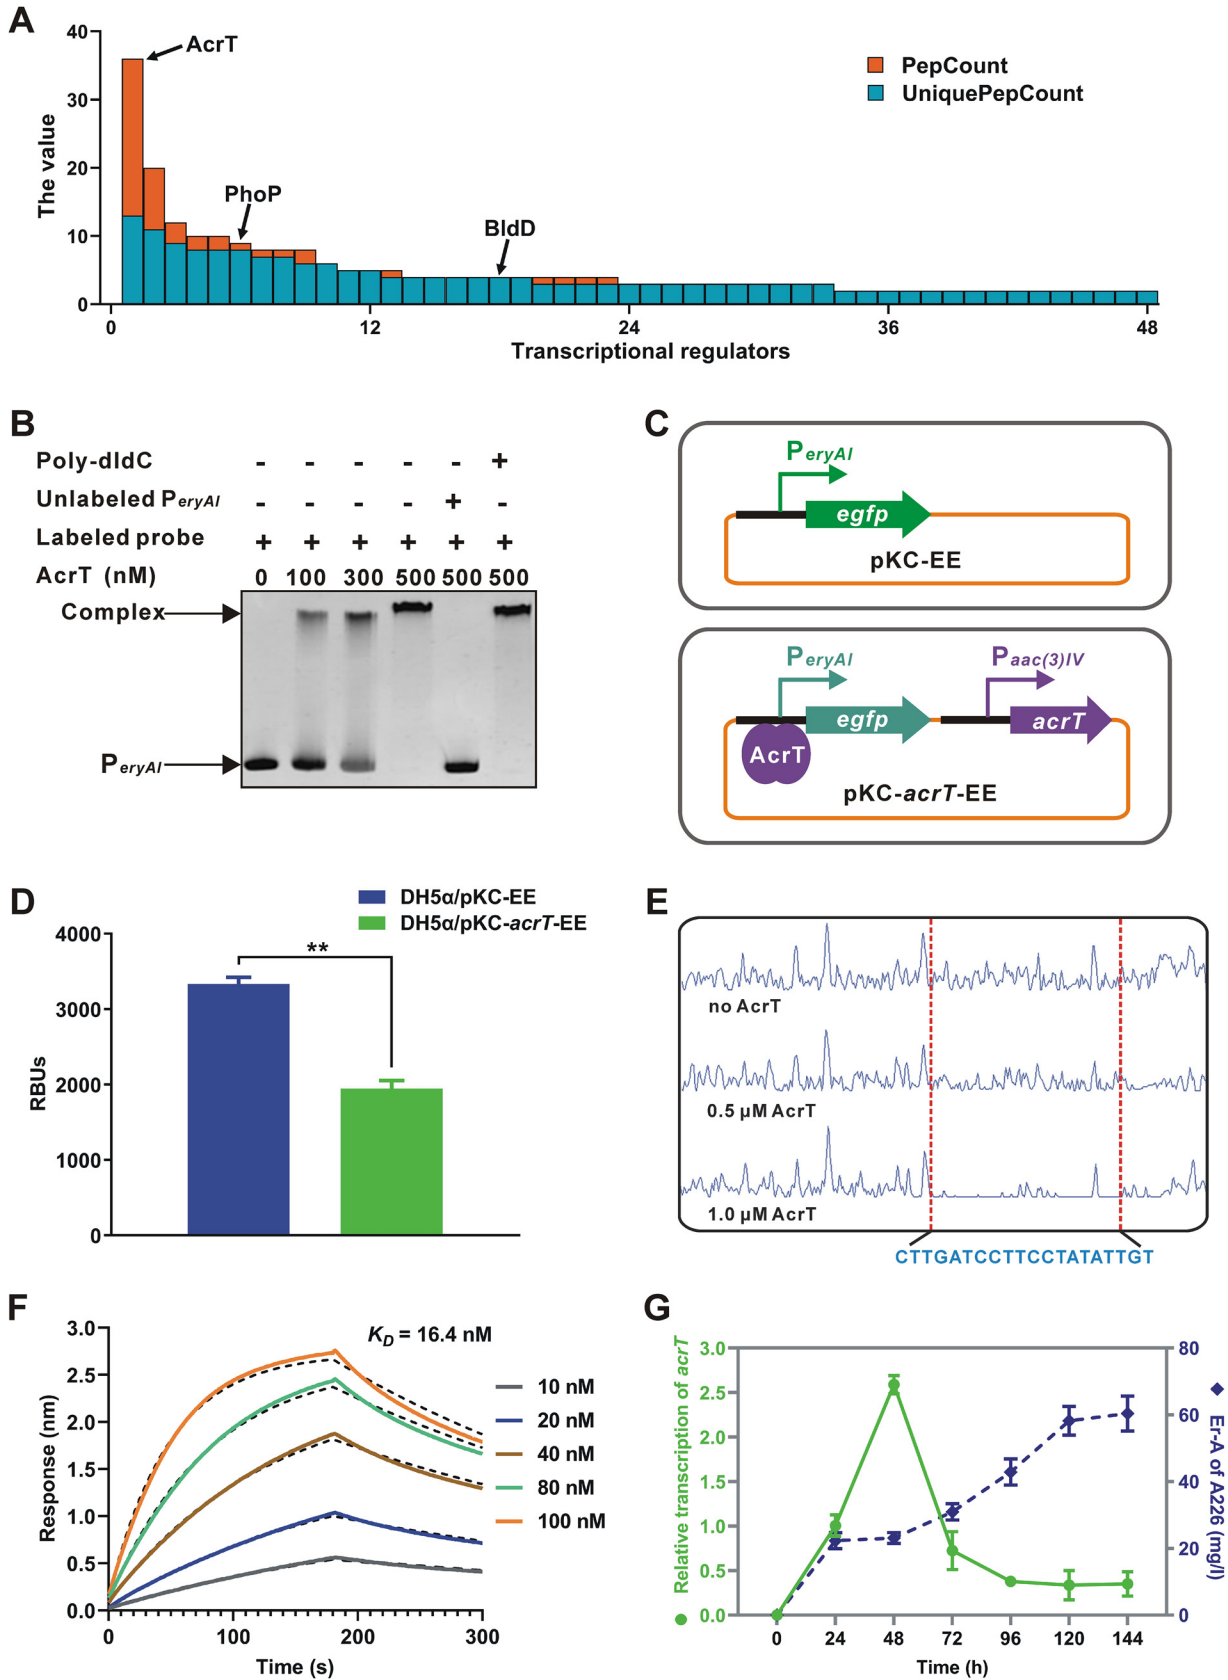 A
40
30
20
10
0
The value
AcrT
PhoP
BldD
PepCount
UniquePepCount
0 12 24 36 48
Transcriptional regulators
B
Poly-dIdC - - - - - +
Unlabeled PeryAI - - - - + -
Labeled probe + + + + + +
AcrT (nM) 0 100 300 500 500 500
Complex
PeryAI
C
PeryAI
egfp
pKC-EE
PeryAI
Paac(3)IV
egfp
acrT
AcrT
pKC-acrT-EE
D
DH5α/pKC-EE
DH5α/pKC-acrT-EE
4000
3000
2000
1000
0
RBUs
**
E
no AcrT
0.5 μM AcrT
1.0 μM AcrT
CTTGATCCTTCCTATATTGT
F
3.0
2.5
2.0
1.5
1.0
0.5
0.0
Response (nm)
KD = 16.4 nM
10 nM
20 nM
40 nM
80 nM
100 nM
0 100 200 300
Time (s)
G
Relative transcription of acrT
3.0
2.5
2.0
1.5
1.0
0.5
0.0
80
60
40
20
0
Er-A of A226 (mg/l)
0 24 48 72 96 120 144
Time (h)